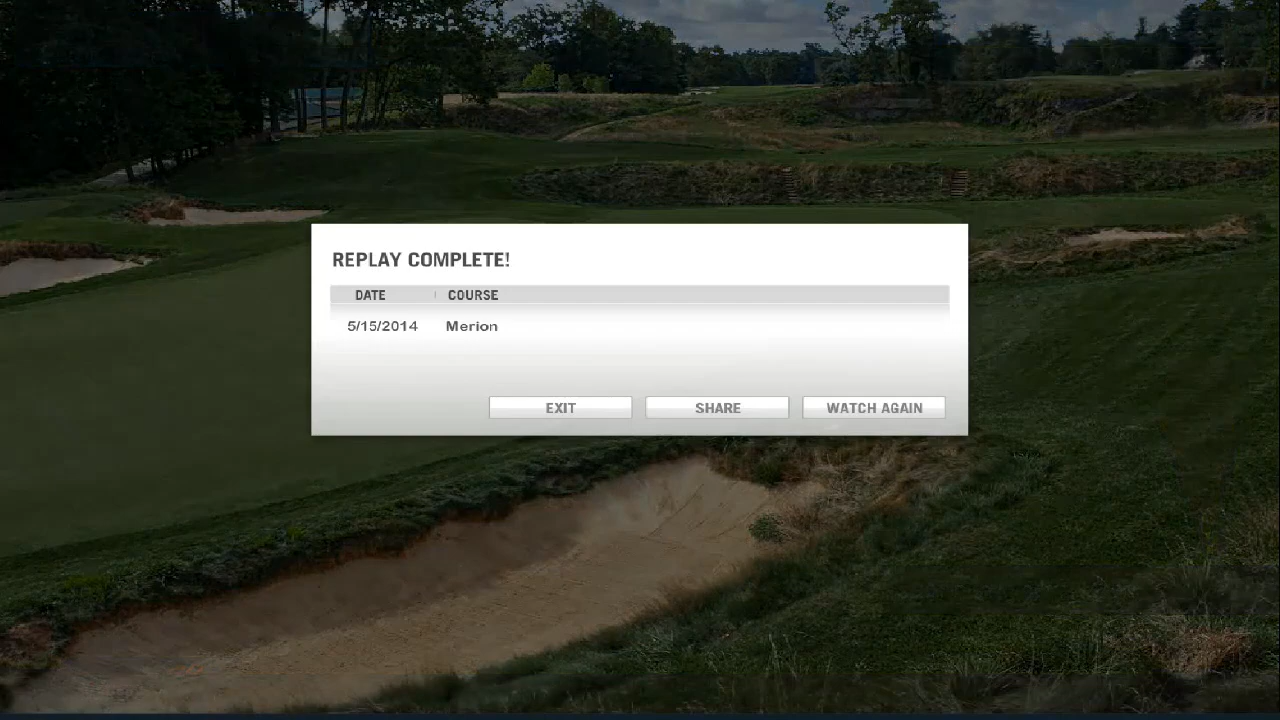 REPLAY COMPLETE!
DATE COURSE
5/15/2014 Merion
EXIT SHARE WATCH AGAIN